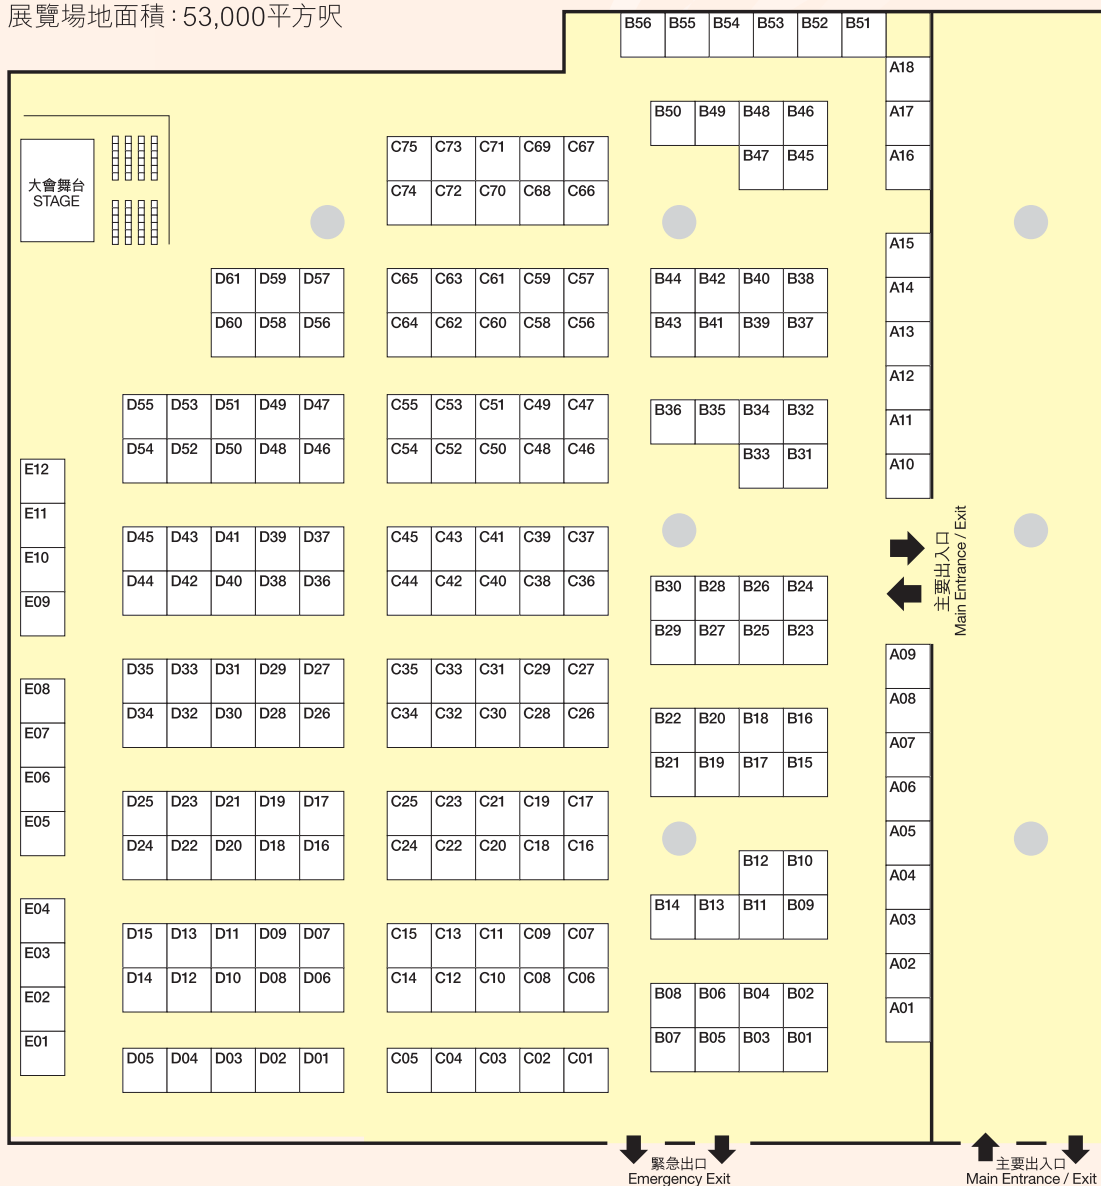 展覽場地面積：53,000平方呎
B56 B55 B54 B53 B52 B51
A18
B50 B49 B48 B46 A17
C75 C73 C71 C69 C67 B47 B45 A16
大會舞台
STAGE
C74 C72 C70 C68 C66
A15
D61 D59 D57 C65 C63 C61 C59 C57 B44 B42 B40 B38 A14
D60 D58 D56 C64 C62 C60 C58 C56 B43 B41 B39 B37 A13
A12
D55 D53 D51 D49 D47 C55 C53 C51 C49 C47 B36 B35 B34 B32 A11
D54 D52 D50 D48 D46 C54 C52 C50 C48 C46 B33 B31 A10
E12
E11
D45 D43 D41 D39 D37 C45 C43 C41 C39 C37
主要出入口
Main Entrance / Exit
E10
D44 D42 D40 D38 D36 C44 C42 C40 C38 C36 B30 B28 B26 B24
E09
B29 B27 B25 B23
D35 D33 D31 D29 D27 C35 C33 C31 C29 C27 A09
E08
A08
D34 D32 D30 D28 D26 C34 C32 C30 C28 C26 B22 B20 B18 B16
E07 A07
B21 B19 B17 B15
E06 A06
D25 D23 D21 D19 D17 C25 C23 C21 C19 C17
E05 A05
D24 D22 D20 D18 D16 C24 C22 C20 C18 C16 B12 B10
A04
E04 B14 B13 B11 B09
A03
D15 D13 D11 D09 D07 C15 C13 C11 C09 C07
E03 A02
D14 D12 D10 D08 D06 C14 C12 C10 C08 C06
E02 B08 B06 B04 B02 A01
E01 B07 B05 B03 B01
D05 D04 D03 D02 D01 C05 C04 C03 C02 C01
緊急出口
Emergency Exit
主要出入口
Main Entrance / Exit